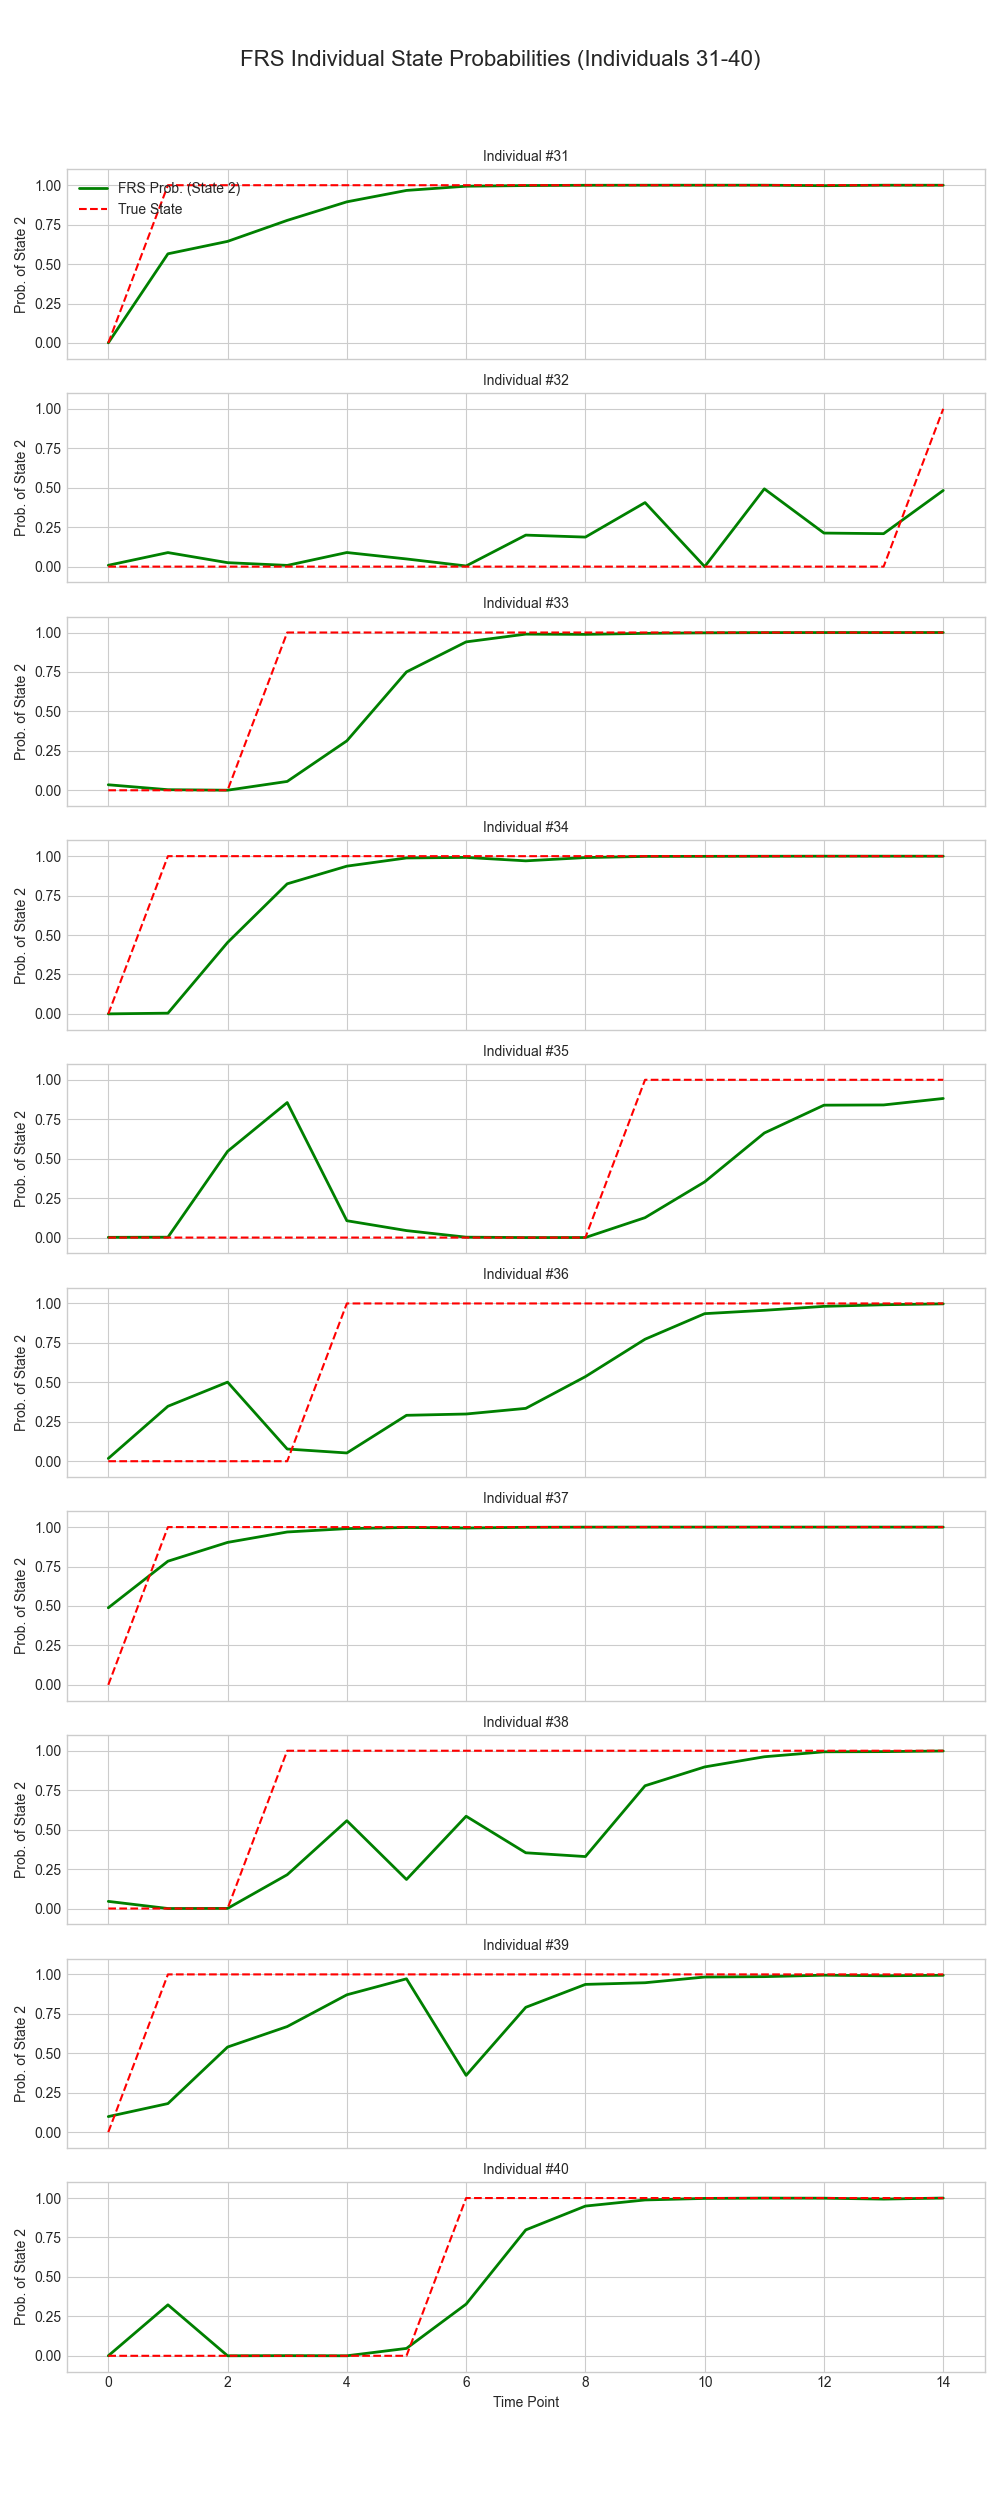 FRS Individual State Probabilities (Individuals 31-40)
Individual #31
FRS Prob. (State 2)
True State
Prob. of State 2
1.00
0.75
0.50
0.25
0.00
Individual #32
Prob. of State 2
1.00
0.75
0.50
0.25
0.00
Individual #33
Prob. of State 2
1.00
0.75
0.50
0.25
0.00
Individual #34
Prob. of State 2
1.00
0.75
0.50
0.25
0.00
Individual #35
Prob. of State 2
1.00
0.75
0.50
0.25
0.00
Individual #36
Prob. of State 2
1.00
0.75
0.50
0.25
0.00
Individual #37
Prob. of State 2
1.00
0.75
0.50
0.25
0.00
Individual #38
Prob. of State 2
1.00
0.75
0.50
0.25
0.00
Individual #39
Prob. of State 2
1.00
0.75
0.50
0.25
0.00
Individual #40
Prob. of State 2
1.00
0.75
0.50
0.25
0.00
0 2 4 6 8 10 12 14
Time Point